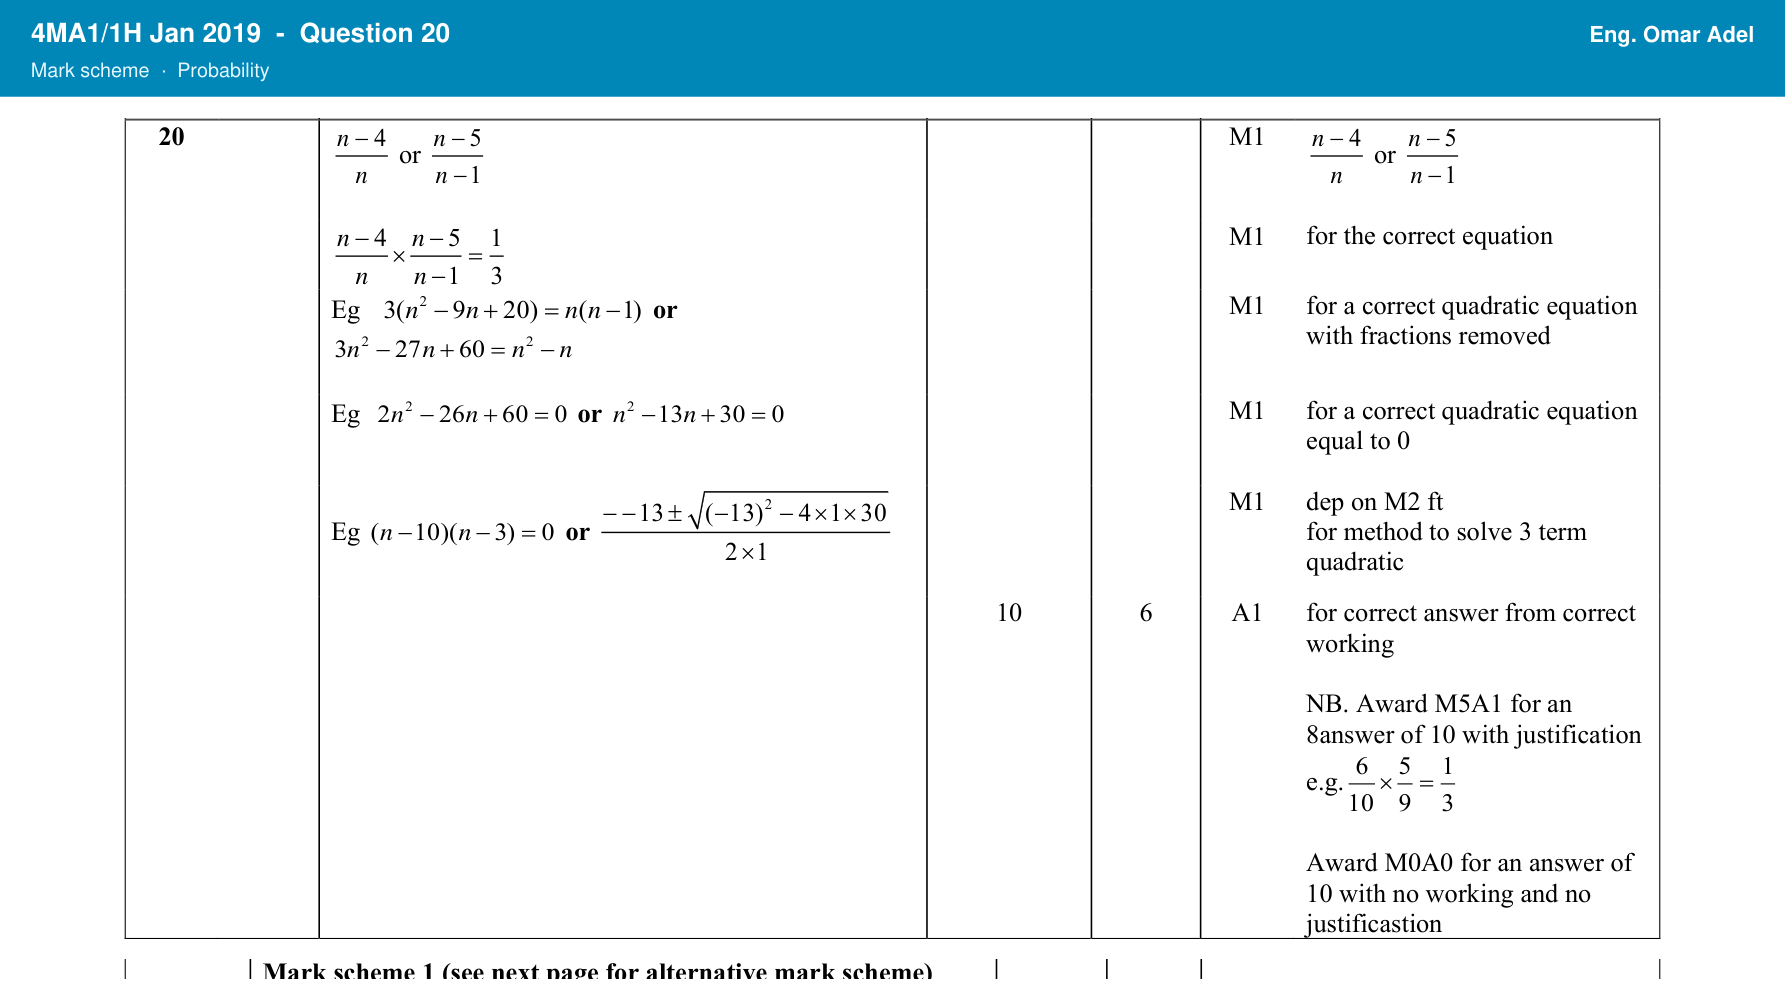 4MA1/1H Jan 2019 - Question 20
Eng. Omar Adel
Mark scheme · Probability
20
(n − 4)/n or (n − 5)/(n − 1)
M1 (n − 4)/n or (n − 5)/(n − 1)
(n − 4)/n × (n − 5)/(n − 1) = 1/3
M1 for the correct equation
Eg 3(n² − 9n + 20) = n(n − 1) or
3n² − 27n + 60 = n² − n
M1 for a correct quadratic equation
with fractions removed
Eg 2n² − 26n + 60 = 0 or n² − 13n + 30 = 0
M1 for a correct quadratic equation
equal to 0
Eg (n − 10)(n − 3) = 0 or (− −13 ± √((−13)² − 4 × 1 × 30))/(2 × 1)
M1 dep on M2 ft
for method to solve 3 term
quadratic
10
6
A1 for correct answer from correct
working
NB. Award M5A1 for an
8answer of 10 with justification
e.g. 6/10 × 5/9 = 1/3
Award M0A0 for an answer of
10 with no working and no
justificastion
Mark scheme 1 (see next page for alternative mark scheme)